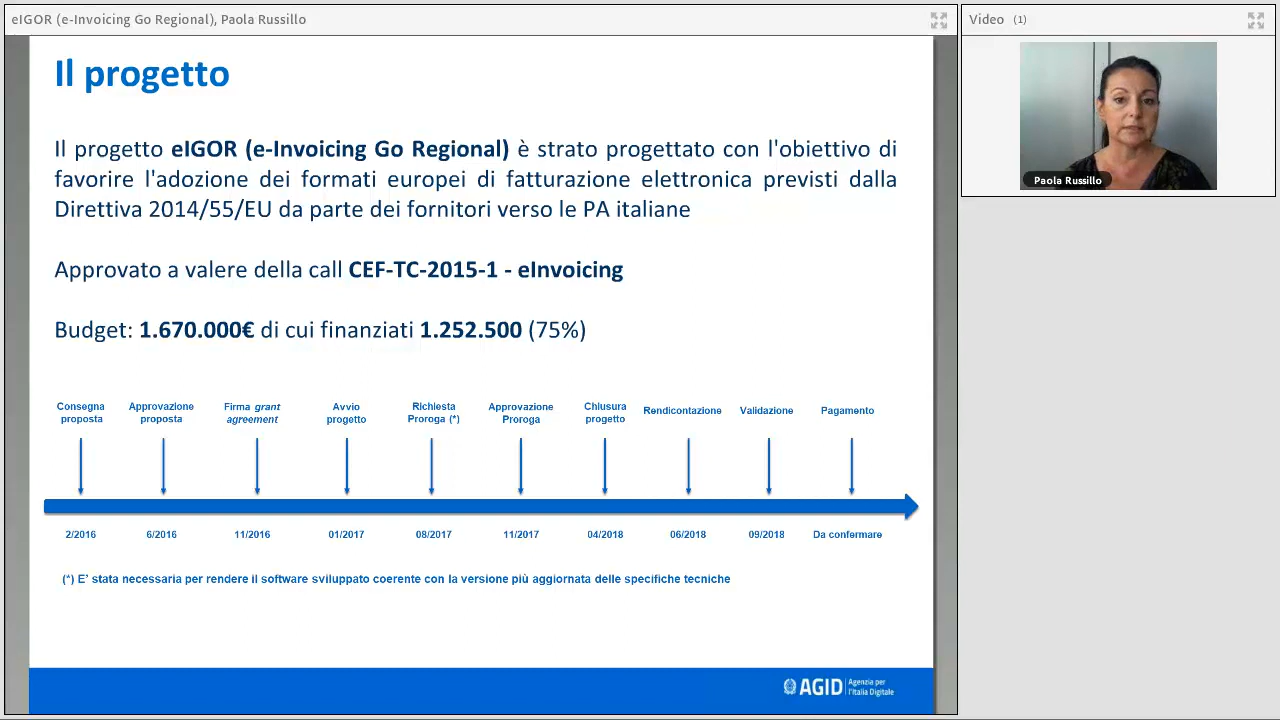 eIGOR (e-Invoicing Go Regional), Paola Russillo
Video (1)
Paola Russillo
Il progetto
Il progetto eIGOR (e-Invoicing Go Regional) è strato progettato con l'obiettivo di
favorire l'adozione dei formati europei di fatturazione elettronica previsti dalla
Direttiva 2014/55/EU da parte dei fornitori verso le PA italiane
Approvato a valere della call CEF-TC-2015-1 - eInvoicing
Budget: 1.670.000€ di cui finanziati 1.252.500 (75%)
Consegna proposta
Approvazione proposta
Firma grant agreement
Avvio progetto
Richiesta Proroga (*)
Approvazione Proroga
Chiusura progetto
Rendicontazione
Validazione
Pagamento
2/2016
6/2016
11/2016
01/2017
08/2017
11/2017
04/2018
06/2018
09/2018
Da confermare
(*) E' stata necessaria per rendere il software sviluppato coerente con la versione più aggiornata delle specifiche tecniche
AGID
Agenzia per
l'Italia Digitale